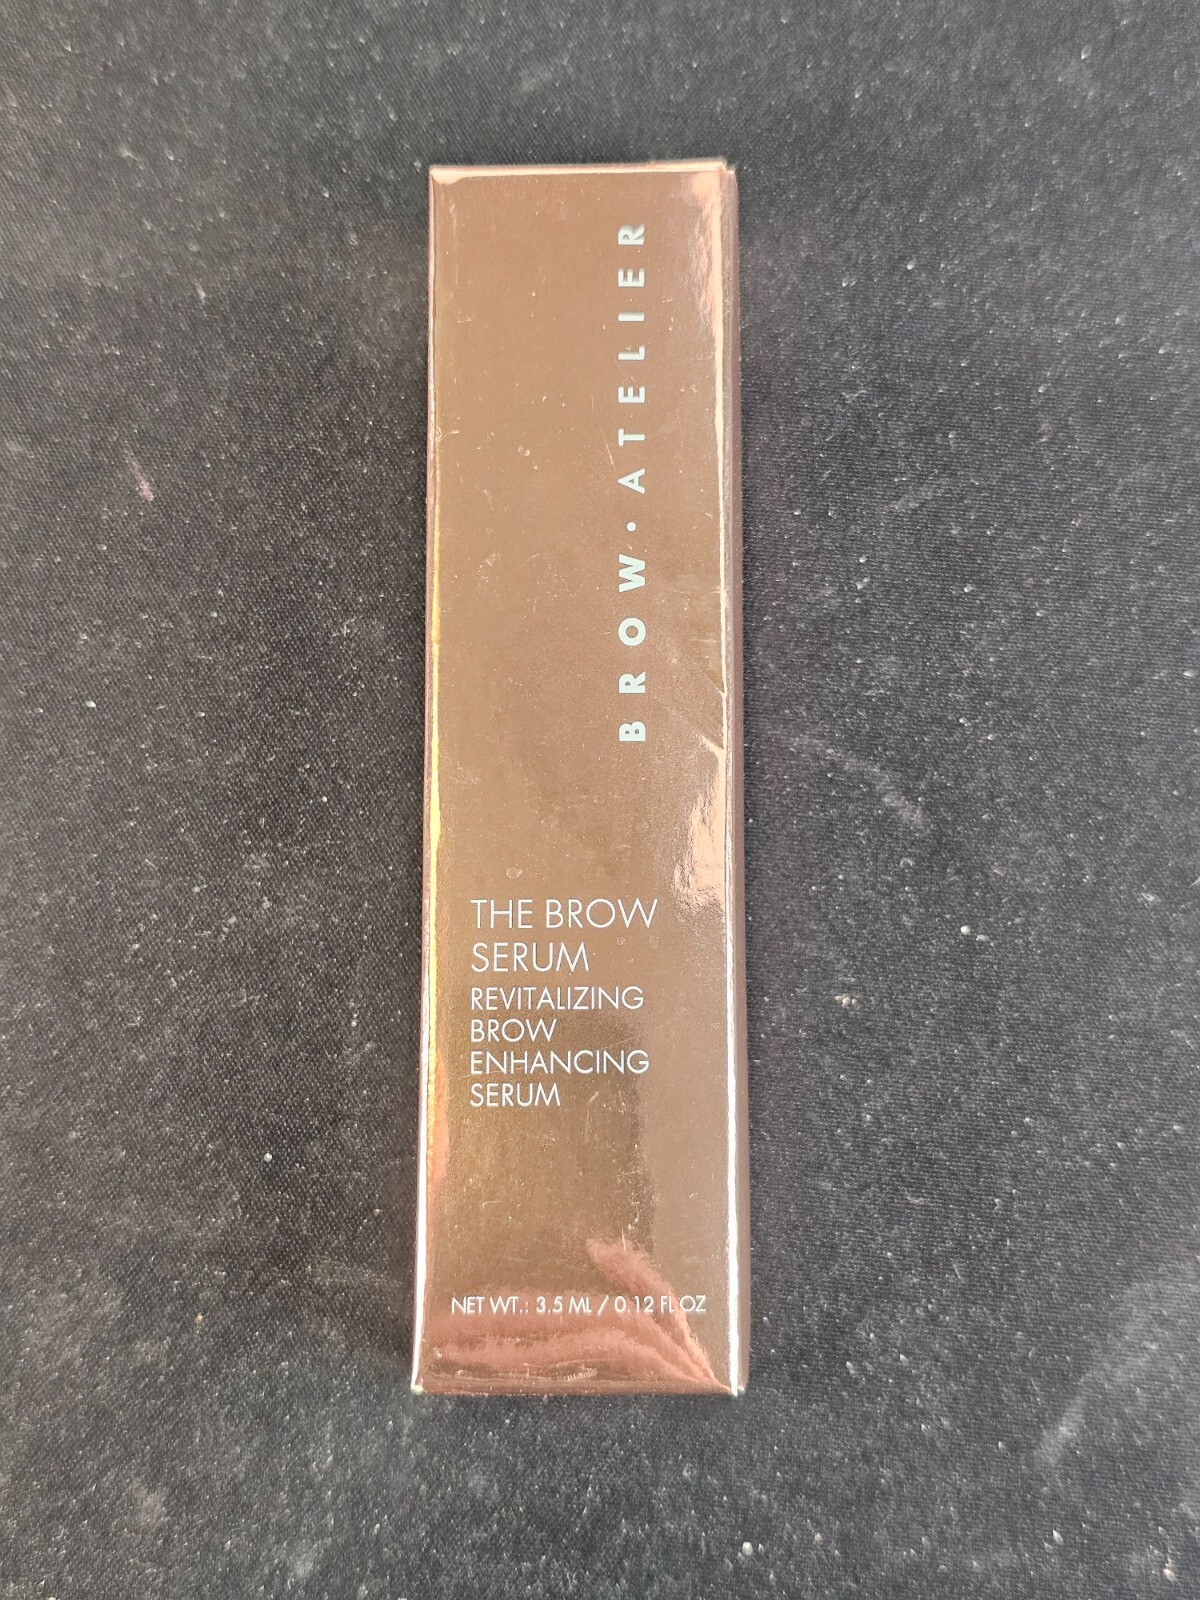 BROW•ATELIER
THE BROW
SERUM
REVITALIZING
BROW
ENHANCING
SERUM
NET WT.: 3.5 ML / 0.12 FL OZ